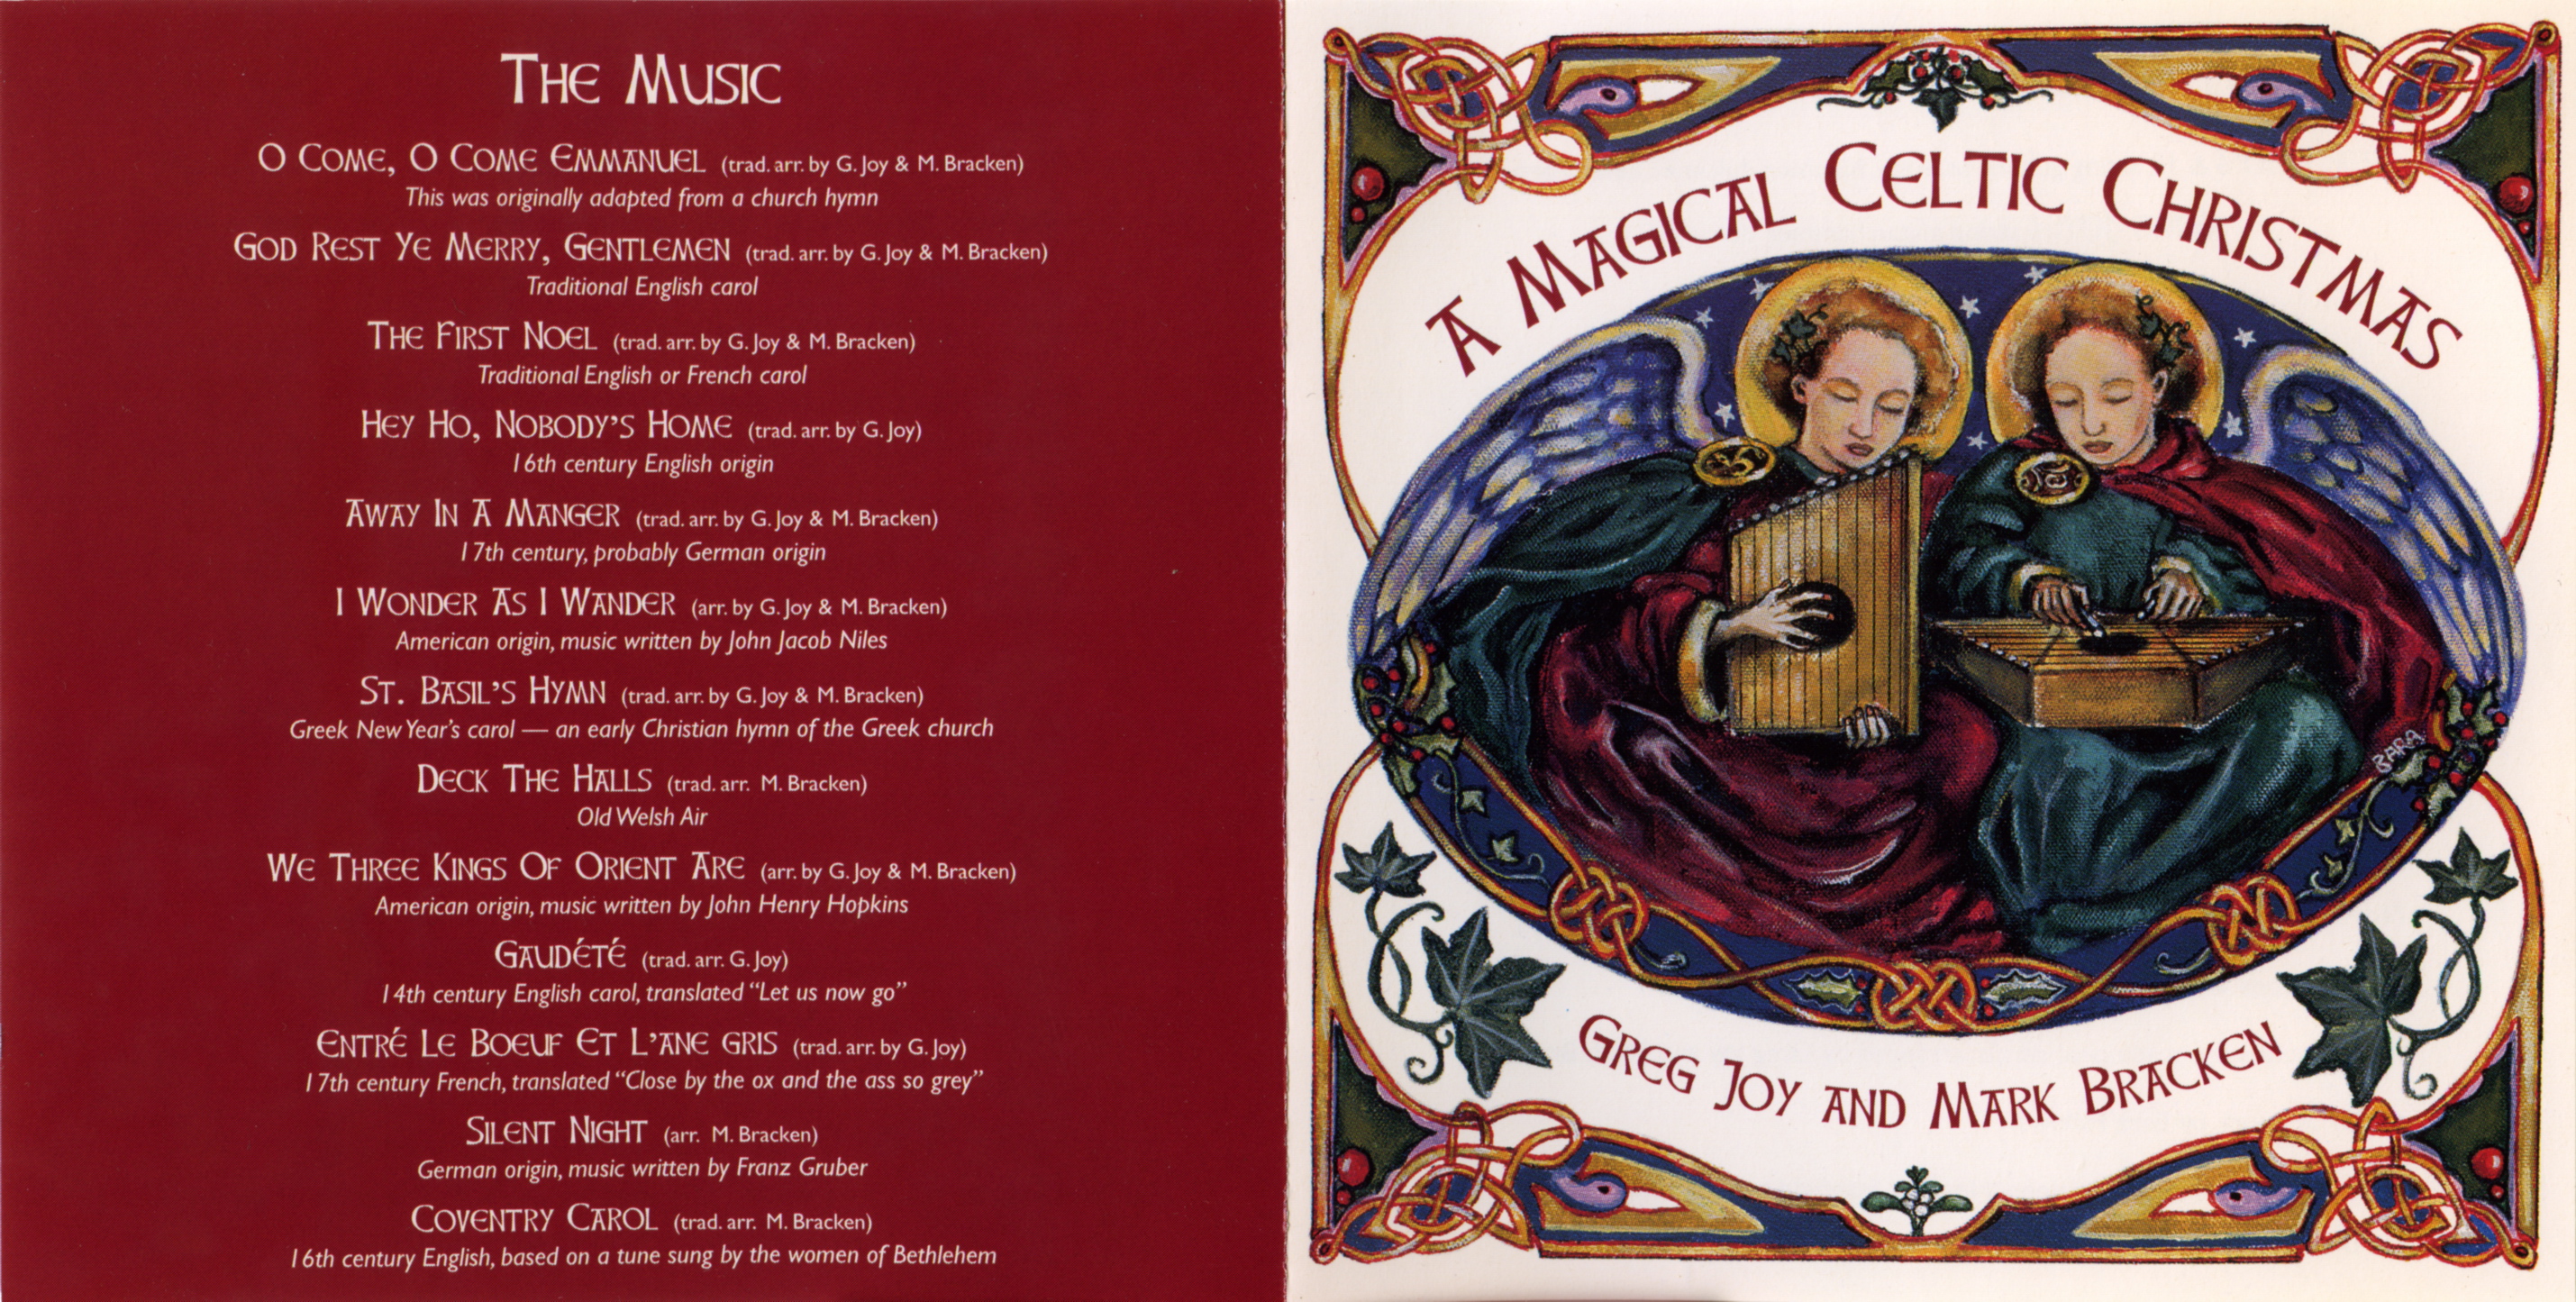 The Music
O Come, O Come Emmanuel (trad. arr. by G. Joy & M. Bracken)
This was originally adapted from a church hymn
God Rest Ye Merry, Gentlemen (trad. arr. by G. Joy & M. Bracken)
Traditional English carol
The First Noel (trad. arr. by G. Joy & M. Bracken)
Traditional English or French carol
Hey Ho, Nobody's Home (trad. arr. by G. Joy)
16th century English origin
Away In A Manger (trad. arr. by G. Joy & M. Bracken)
17th century, probably German origin
I Wonder As I Wander (arr. by G. Joy & M. Bracken)
American origin, music written by John Jacob Niles
St. Basil's Hymn (trad. arr. by G. Joy & M. Bracken)
Greek New Year's carol — an early Christian hymn of the Greek church
Deck The Halls (trad. arr. M. Bracken)
Old Welsh Air
We Three Kings Of Orient Are (arr. by G. Joy & M. Bracken)
American origin, music written by John Henry Hopkins
Gaudété (trad. arr. G. Joy)
14th century English carol, translated "Let us now go"
Entré Le Boeuf Et L'ane gris (trad. arr. by G. Joy)
17th century French, translated "Close by the ox and the ass so grey"
Silent Night (arr. M. Bracken)
German origin, music written by Franz Gruber
Coventry Carol (trad. arr. M. Bracken)
16th century English, based on a tune sung by the women of Bethlehem
A Magical Celtic Christmas
BARA
Greg Joy and Mark Bracken